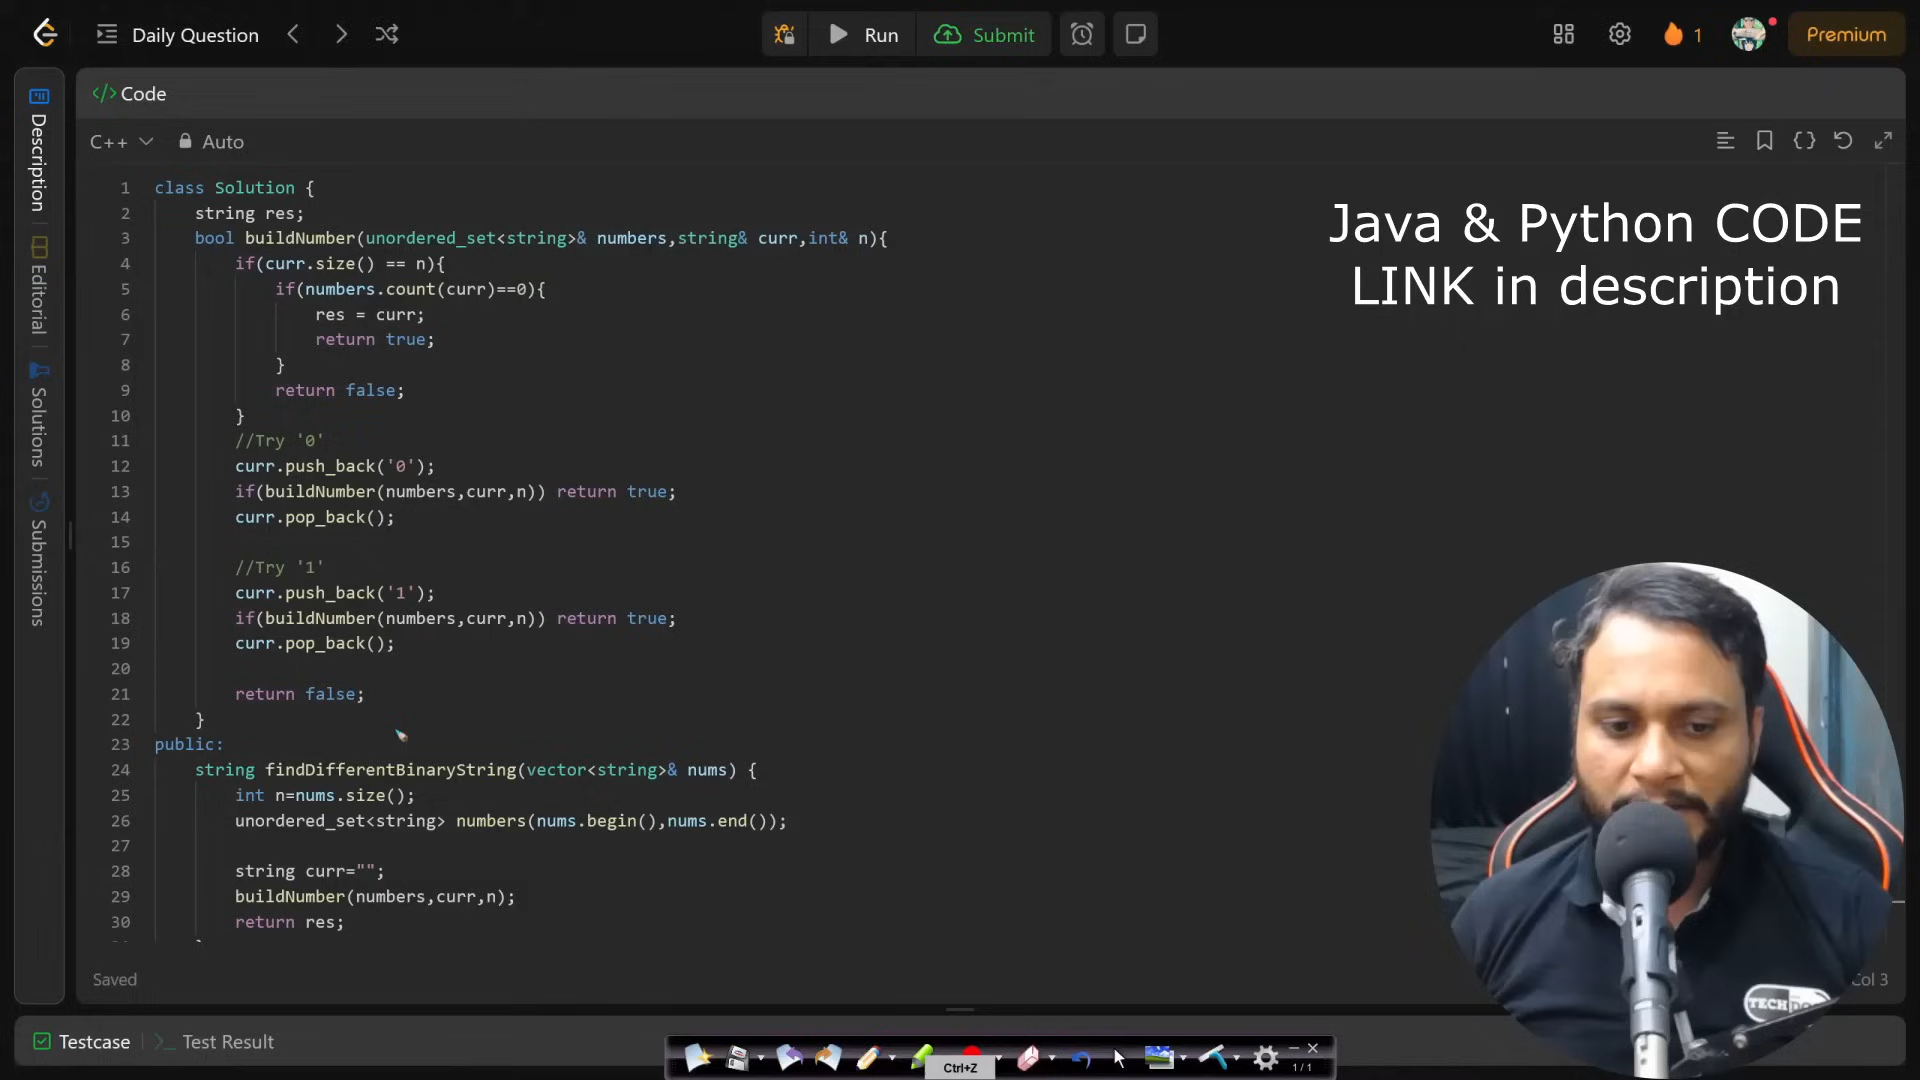 Daily Question
Run
Submit
1
Premium
</> Code
C++
Auto
Java & Python CODE
LINK in description
Description
Editorial
Solutions
Submissions
1 class Solution {
2 string res;
3 bool buildNumber(unordered_set<string>& numbers,string& curr,int& n){
4 if(curr.size() == n){
5 if(numbers.count(curr)==0){
6 res = curr;
7 return true;
8 }
9 return false;
10 }
11 //Try '0'
12 curr.push_back('0');
13 if(buildNumber(numbers,curr,n)) return true;
14 curr.pop_back();
15
16 //Try '1'
17 curr.push_back('1');
18 if(buildNumber(numbers,curr,n)) return true;
19 curr.pop_back();
20
21 return false;
22 }
23 public:
24 string findDifferentBinaryString(vector<string>& nums) {
25 int n=nums.size();
26 unordered_set<string> numbers(nums.begin(),nums.end());
27
28 string curr="";
29 buildNumber(numbers,curr,n);
30 return res;
Saved
Col 3
TECH
Testcase
Test Result
Ctrl+Z
1/1